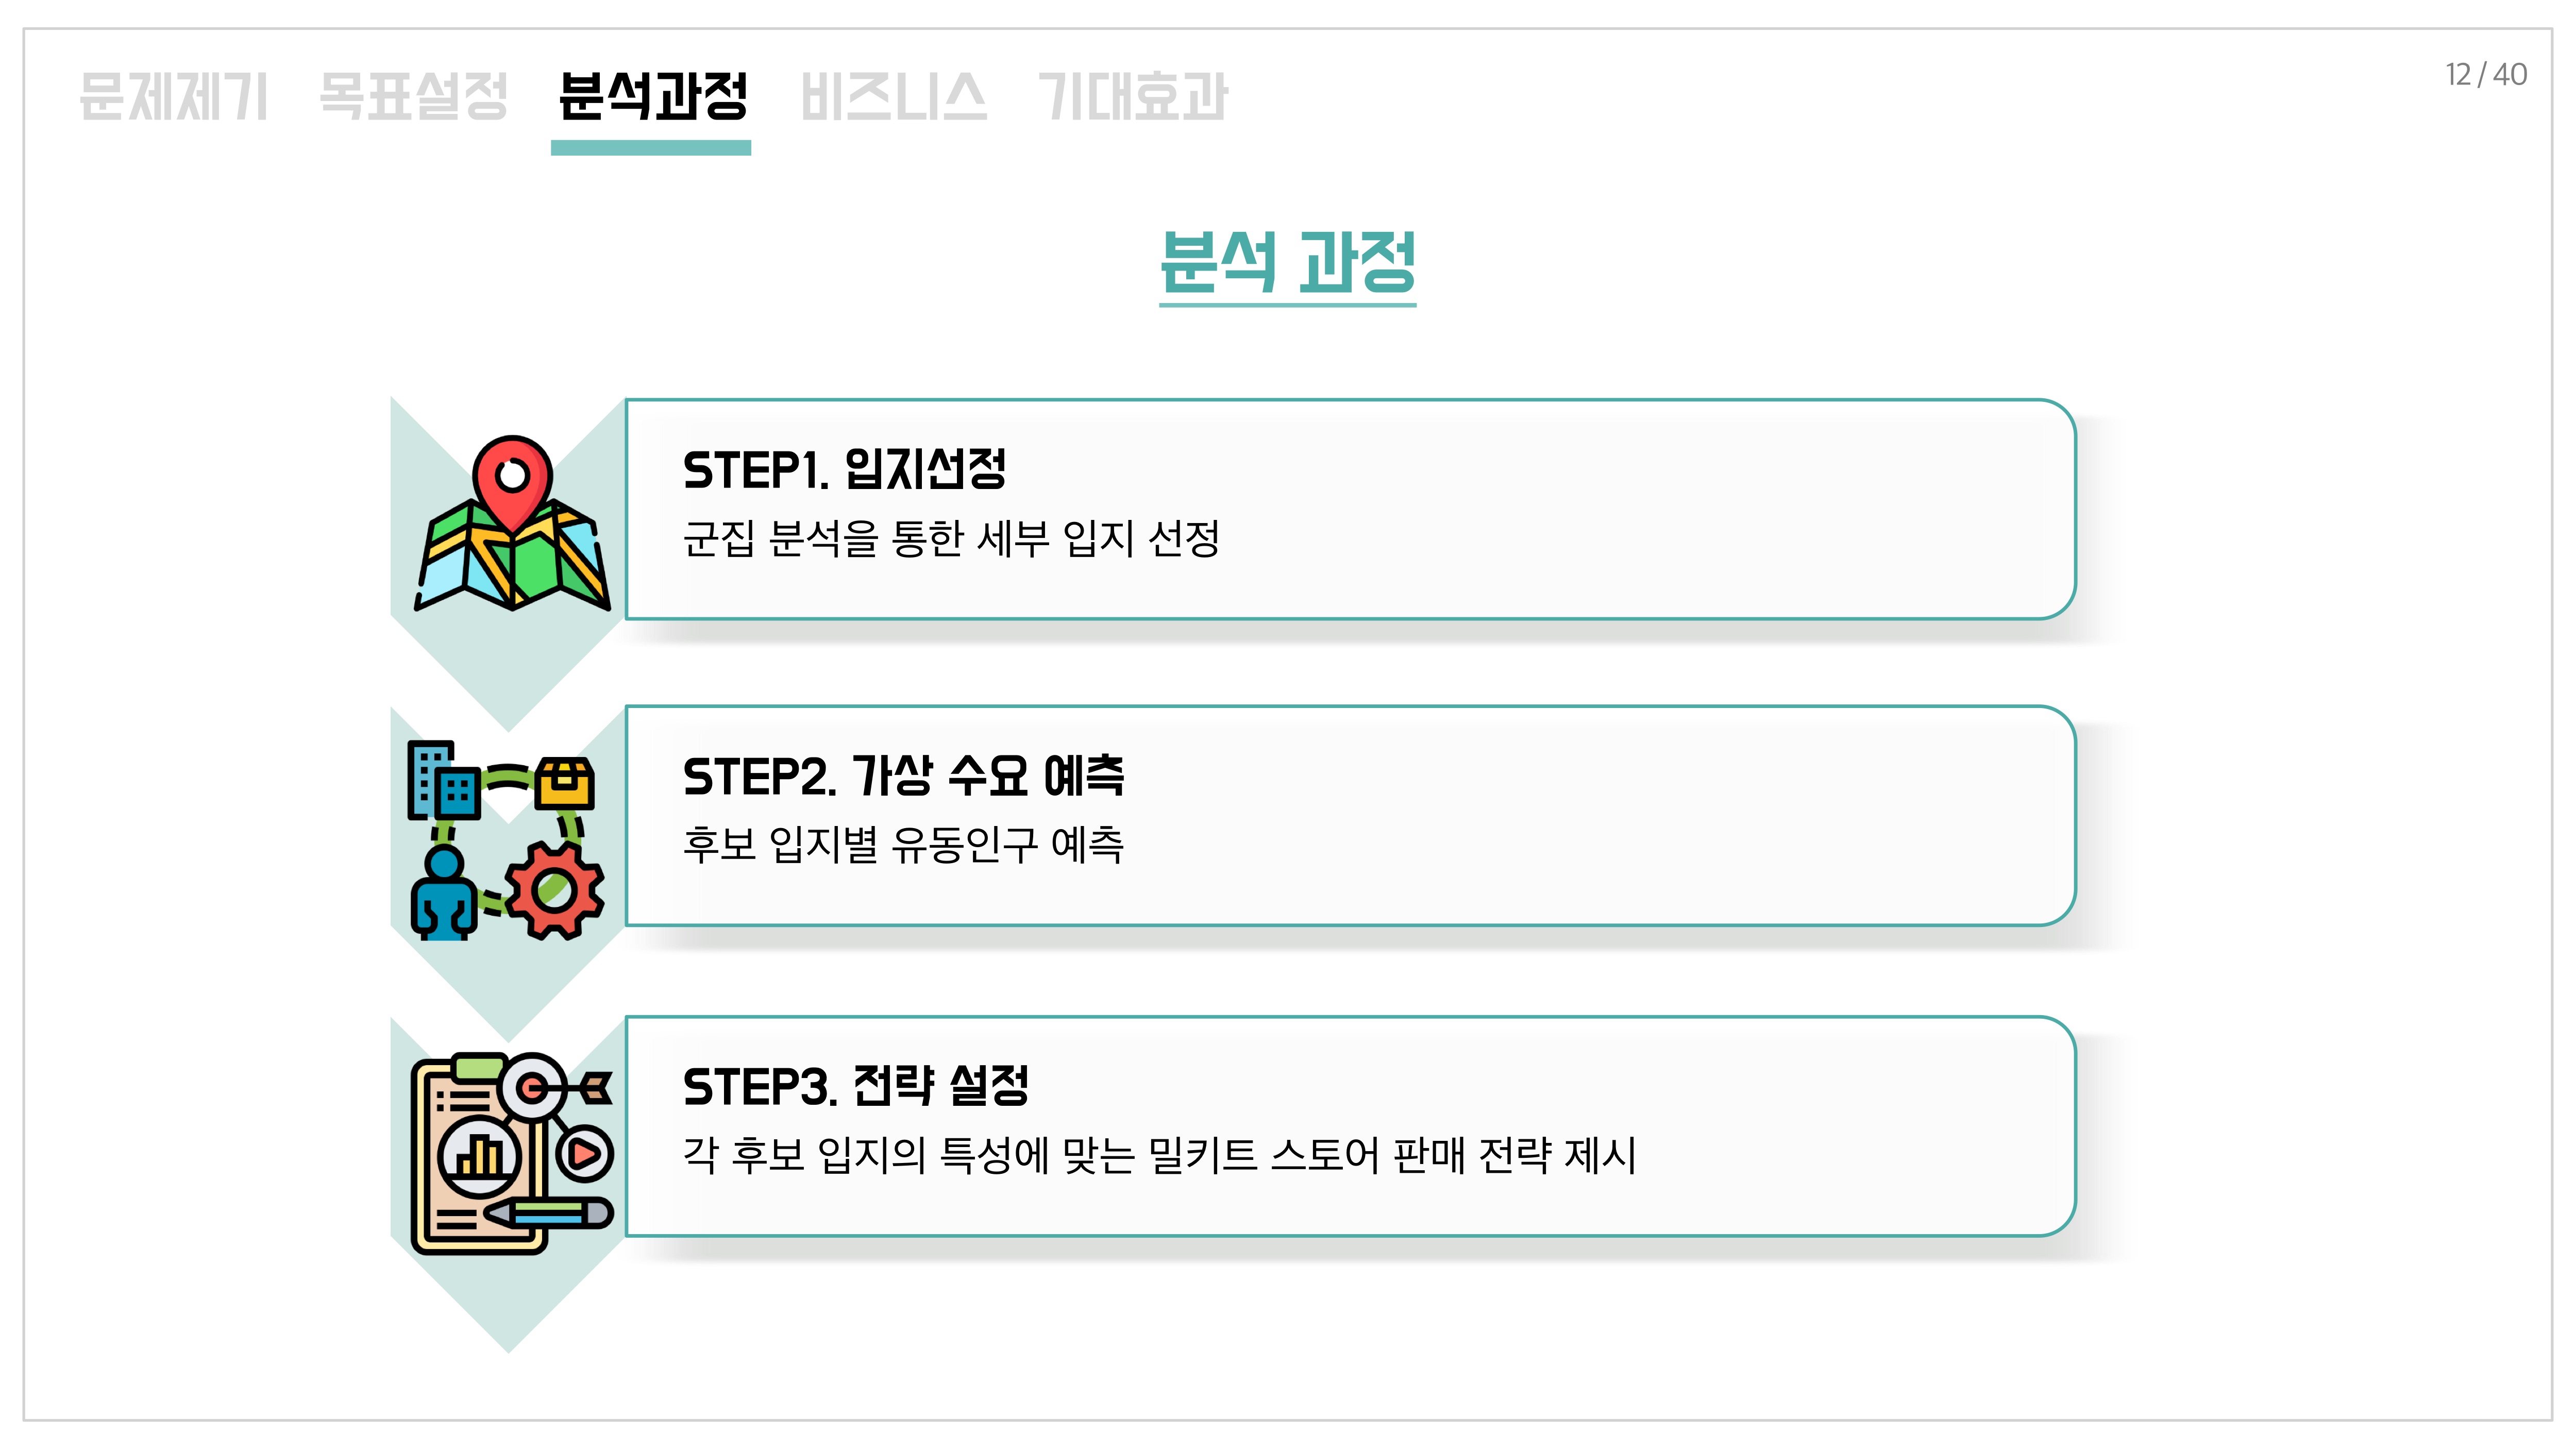 문제제기 목표설정 분석과정 비즈니스 기대효과
12 / 40
분석 과정
STEP1. 입지선정
군집 분석을 통한 세부 입지 선정
STEP2. 가상 수요 예측
후보 입지별 유동인구 예측
STEP3. 전략 설정
각 후보 입지의 특성에 맞는 밀키트 스토어 판매 전략 제시